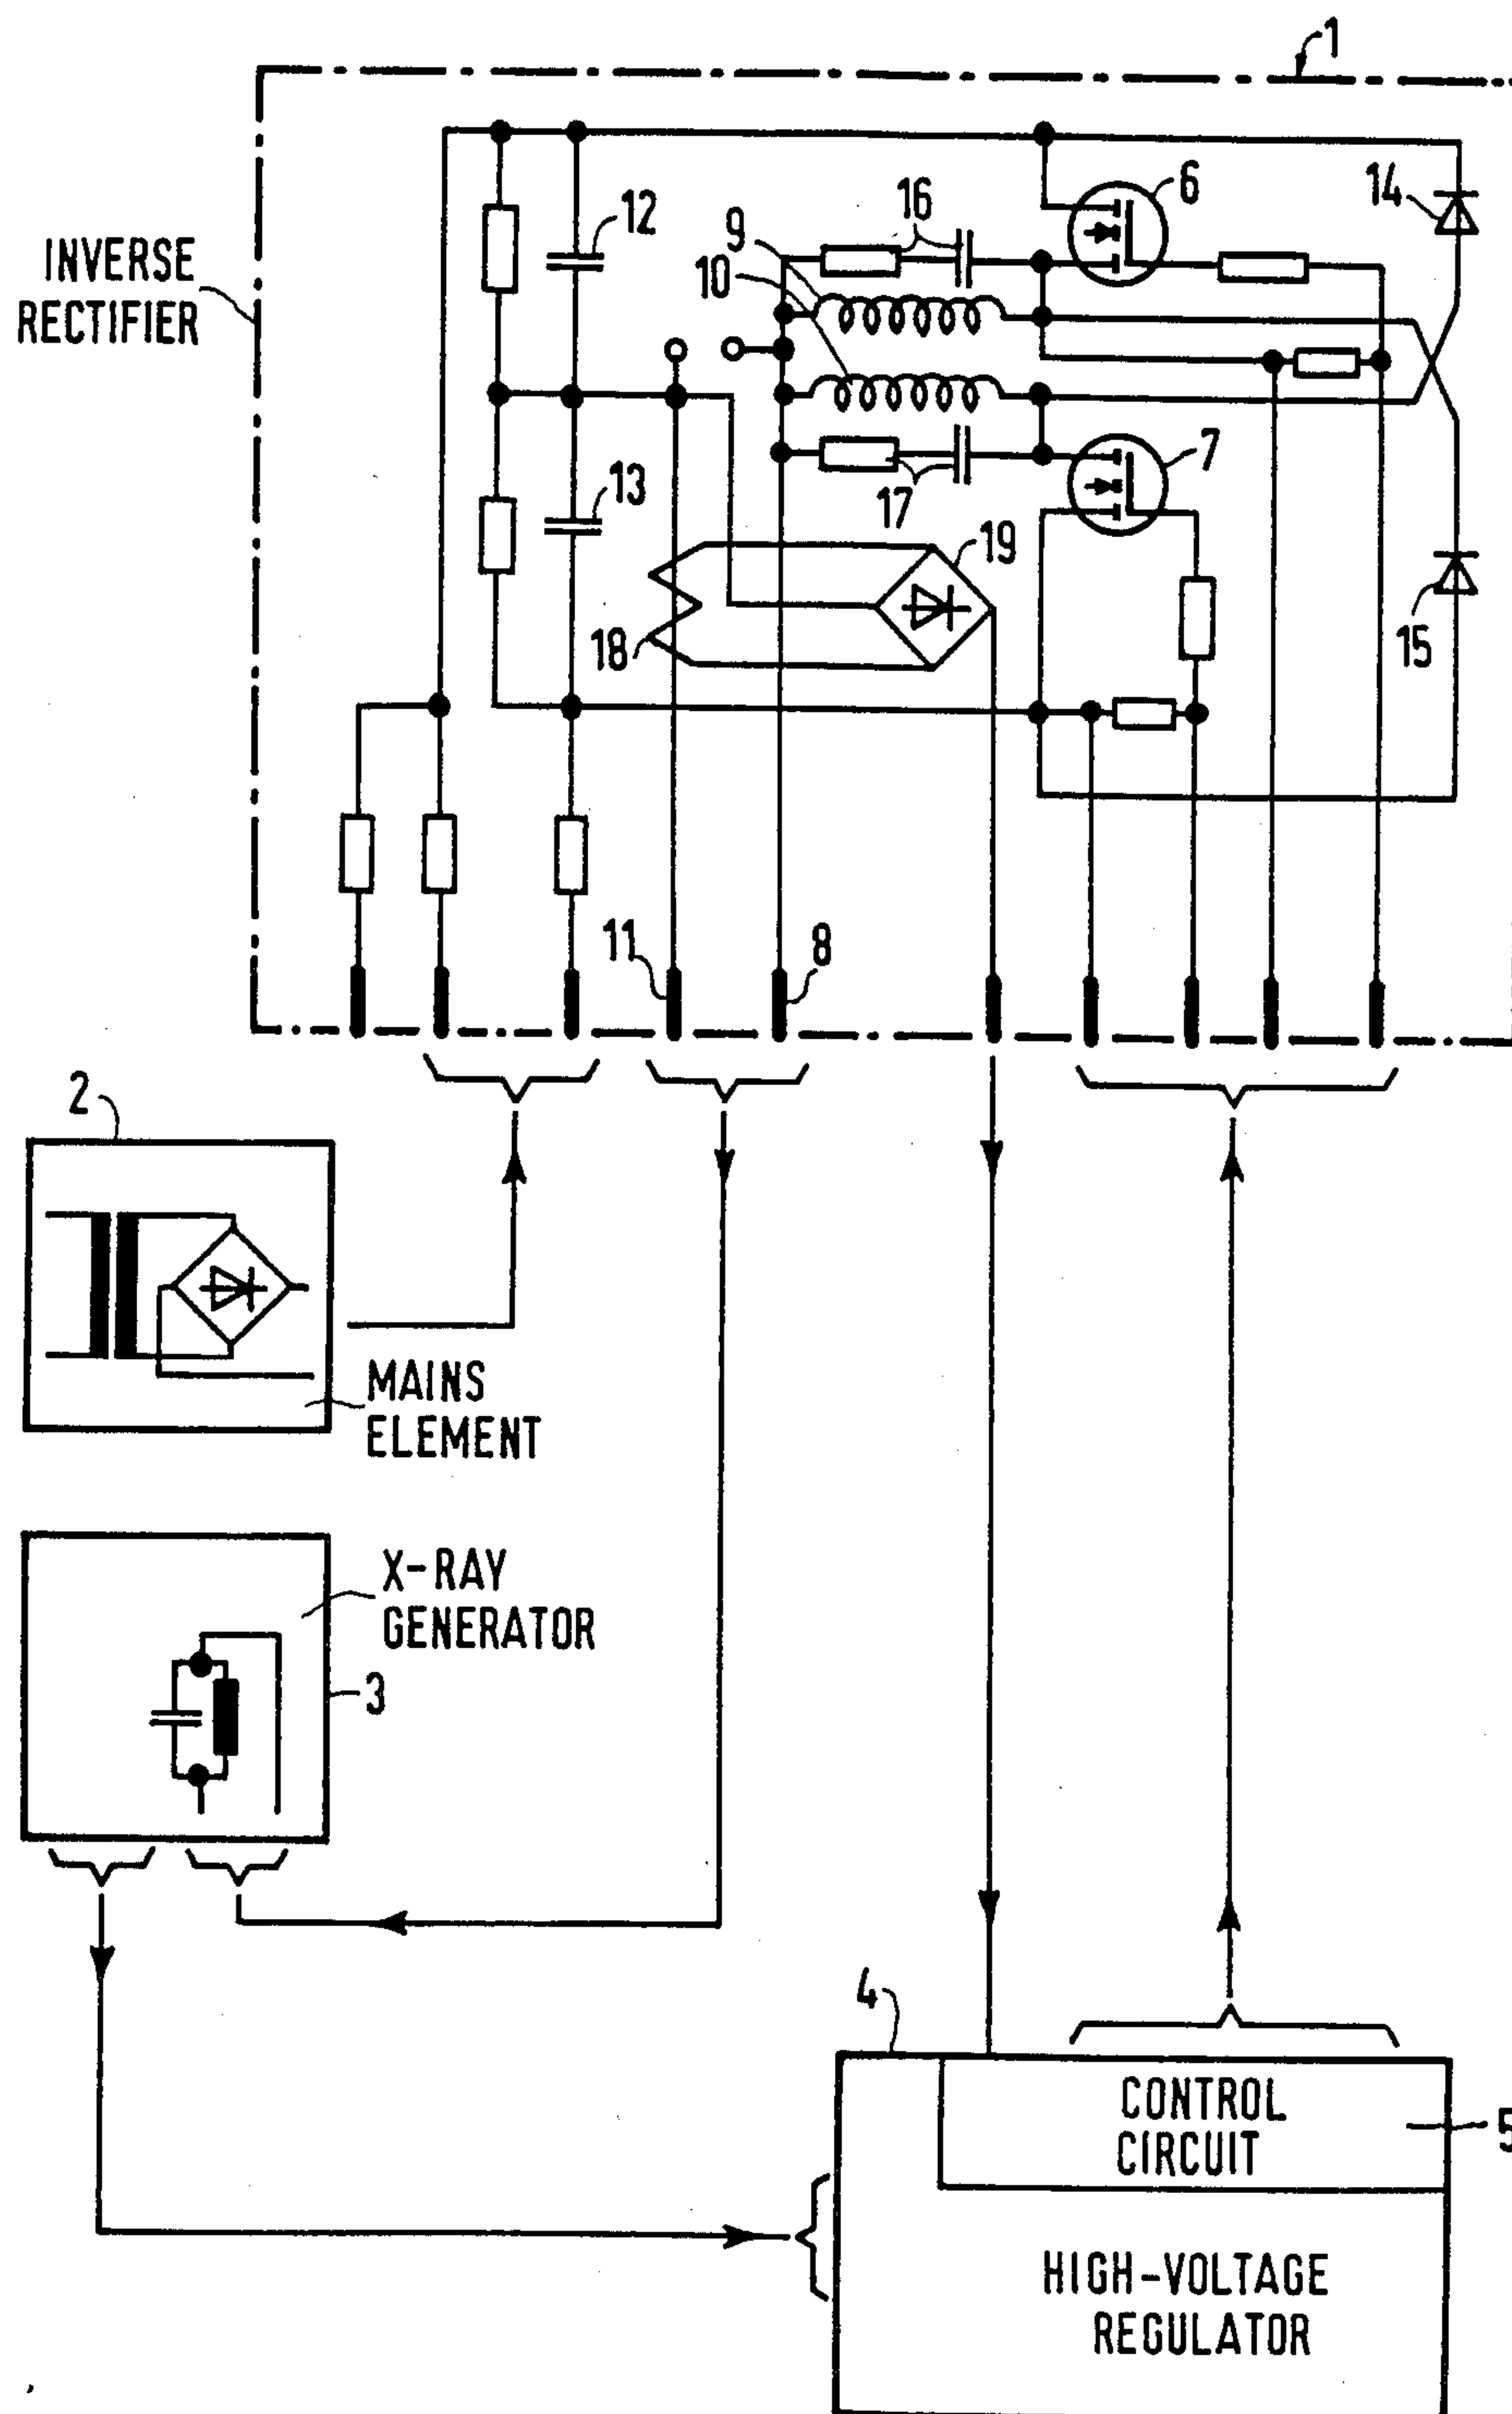 1
INVERSE
RECTIFIER
12
16
6
14
9
10
13
17
7
19
18
15
11
8
2
MAINS
ELEMENT
X-RAY
GENERATOR
3
4
CONTROL
CIRCUIT
5
HIGH-VOLTAGE
REGULATOR